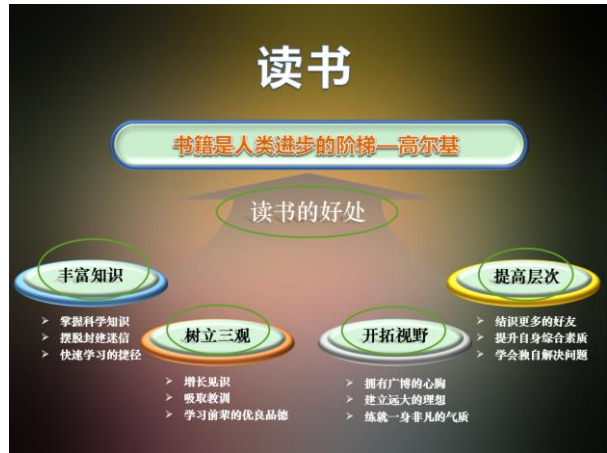 读书
书籍是人类进步的阶梯—高尔基
读书的好处
丰富知识
掌握科学知识
摆脱封建迷信
快速学习的捷径
树立三观
增长见识
吸取教训
学习前辈的优良品德
开拓视野
拥有广博的心胸
建立远大的理想
练就一身非凡的气质
提高层次
结识更多的好友
提升自身综合素质
学会独自解决问题